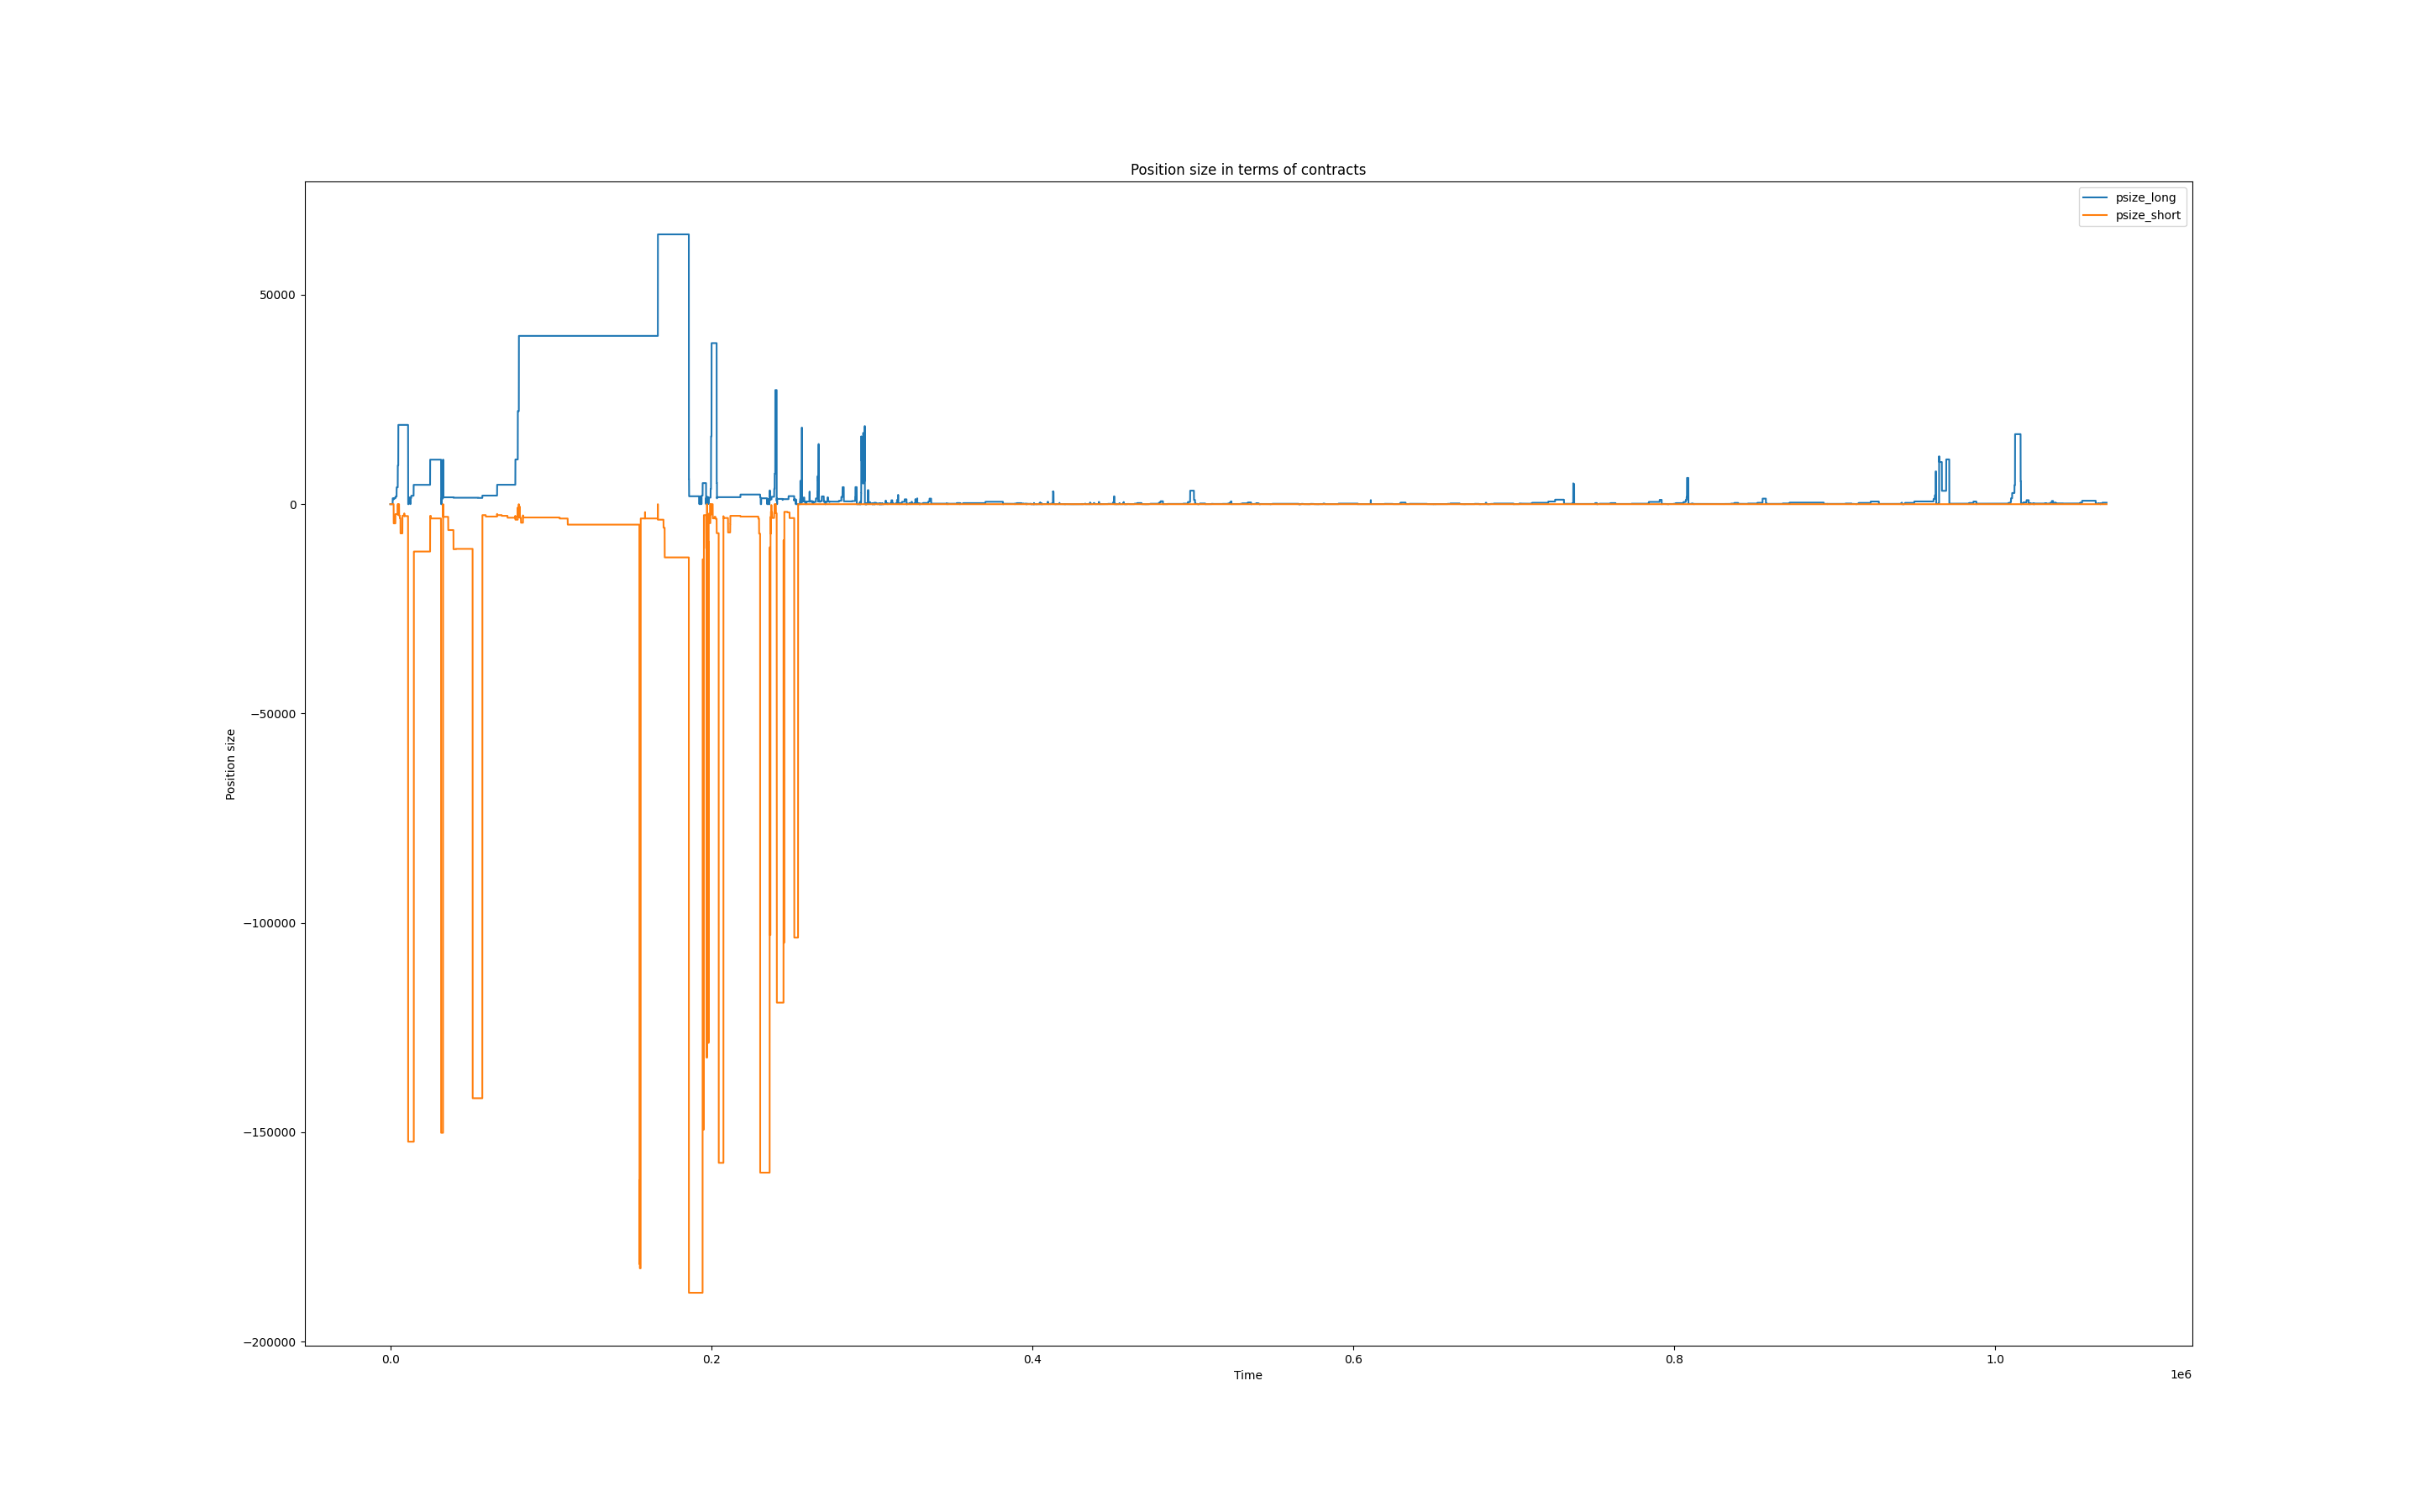 Position size in terms of contracts
psize_long
psize_short
50000
0
−50000
−100000
−150000
−200000
Position size
0.0
0.2
0.4
0.6
0.8
1.0
1e6
Time